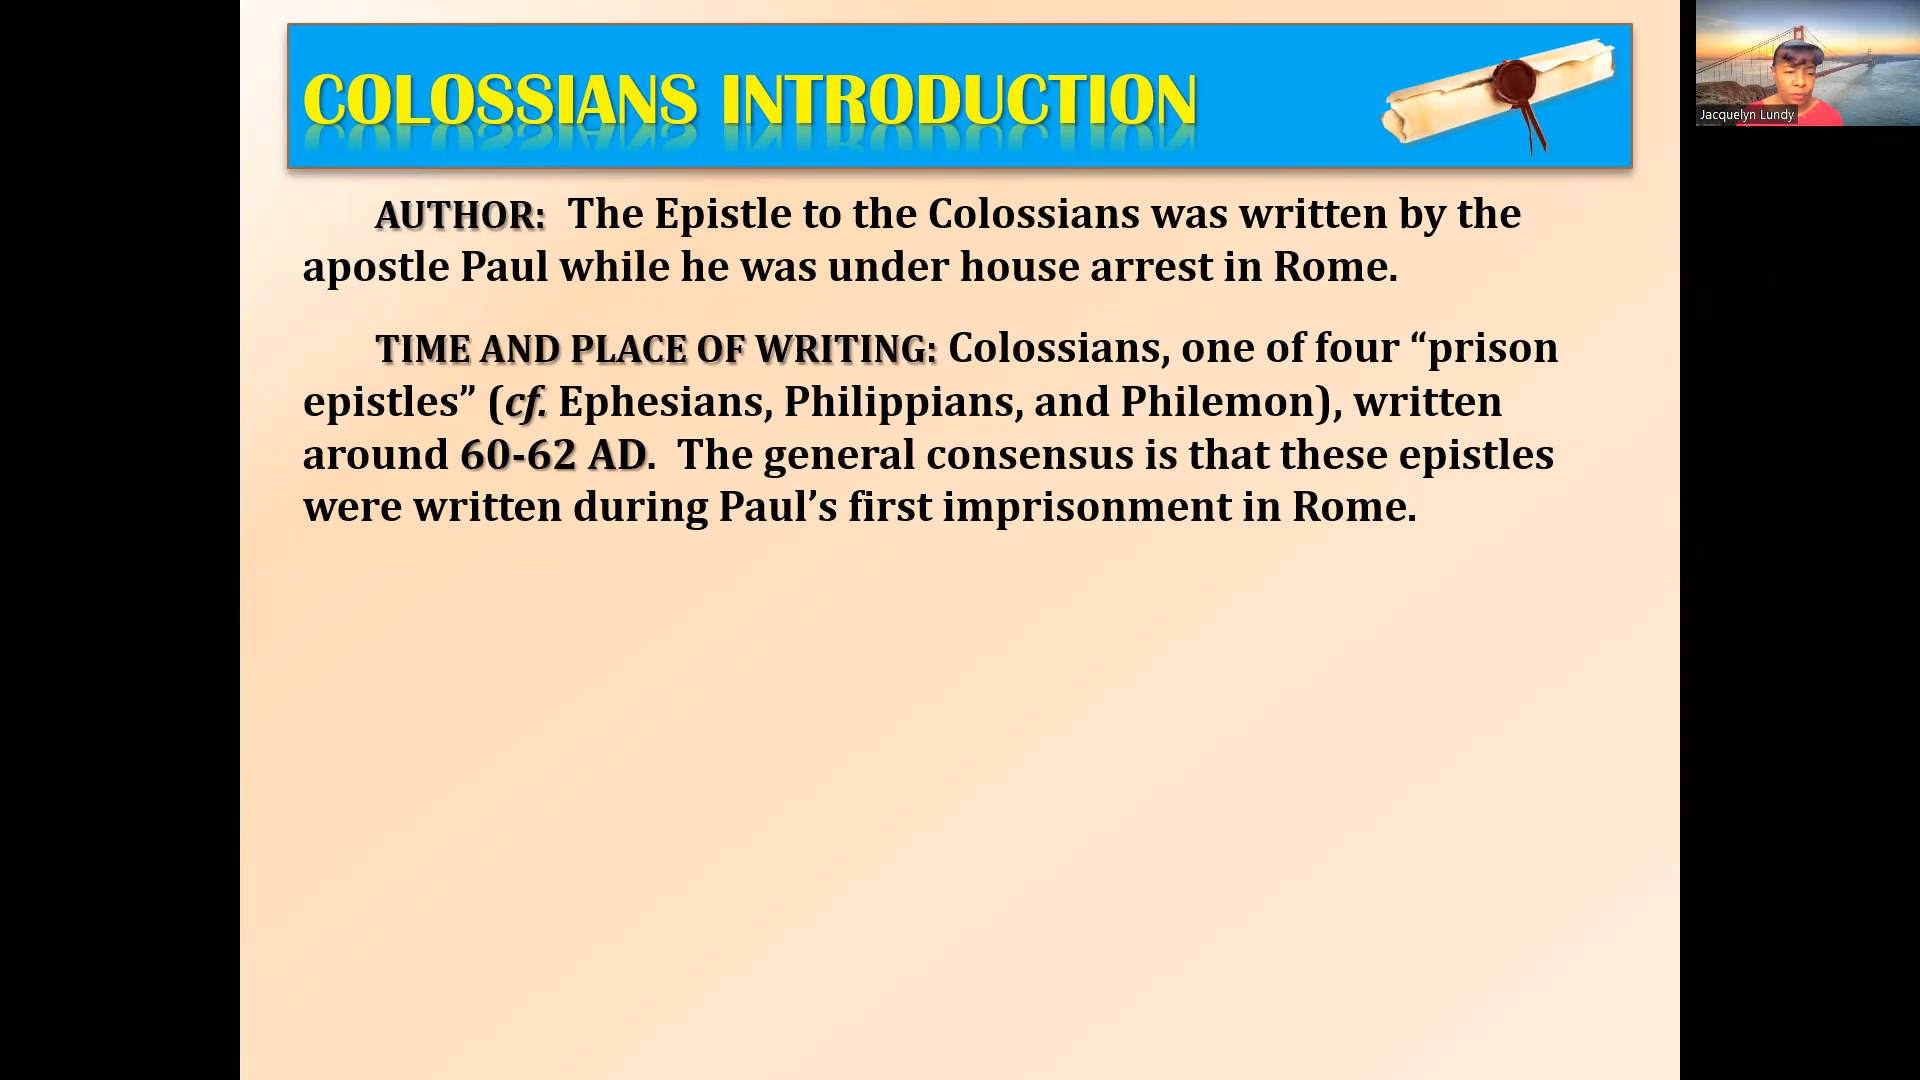 COLOSSIANS INTRODUCTION
Jacquelyn Lundy
AUTHOR:  The Epistle to the Colossians was written by the
apostle Paul while he was under house arrest in Rome.
TIME AND PLACE OF WRITING: Colossians, one of four “prison
epistles” (cf. Ephesians, Philippians, and Philemon), written
around 60-62 AD.  The general consensus is that these epistles
were written during Paul’s first imprisonment in Rome.